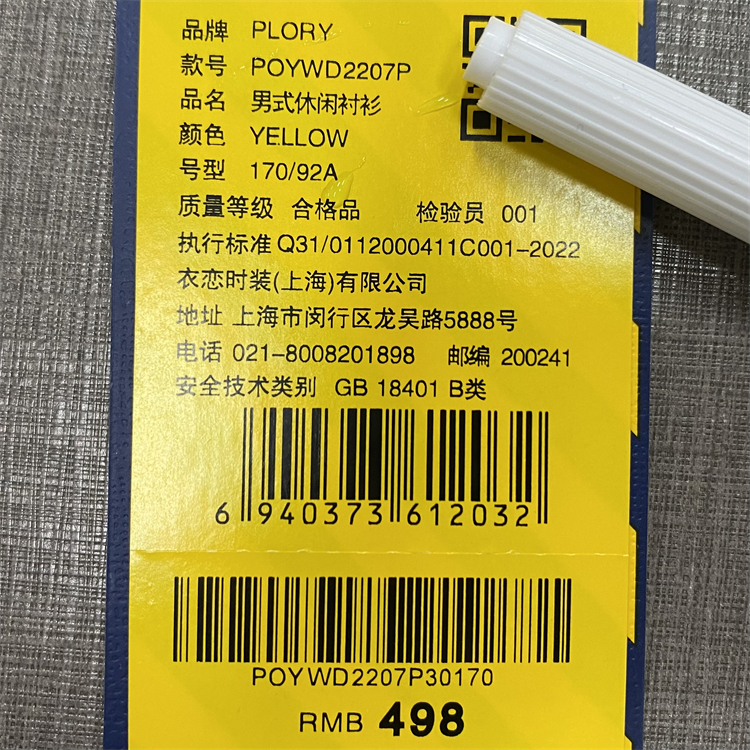 品牌 PLORY
款号 POYWD2207P
品名 男式休闲衬衫
颜色 YELLOW
号型 170/92A
质量等级 合格品 检验员 001
执行标准 Q31/0112000411C001-2022
衣恋时装(上海)有限公司
地址 上海市闵行区龙吴路5888号
电话 021-8008201898 邮编 200241
安全技术类别 GB 18401 B类
6 940373 612032
POYWD2207P30170
RMB 498